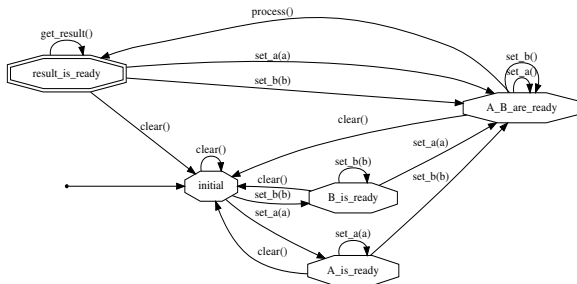 process()
get_result()
result_is_ready
set_a(a)
set_b(b)
set_b()
set_a()
A_B_are_ready
clear()
clear()
clear()
set_a(a)
initial
clear()
set_b(b)
set_b(b)
B_is_ready
set_b(b)
set_a(a)
clear()
set_a(a)
A_is_ready